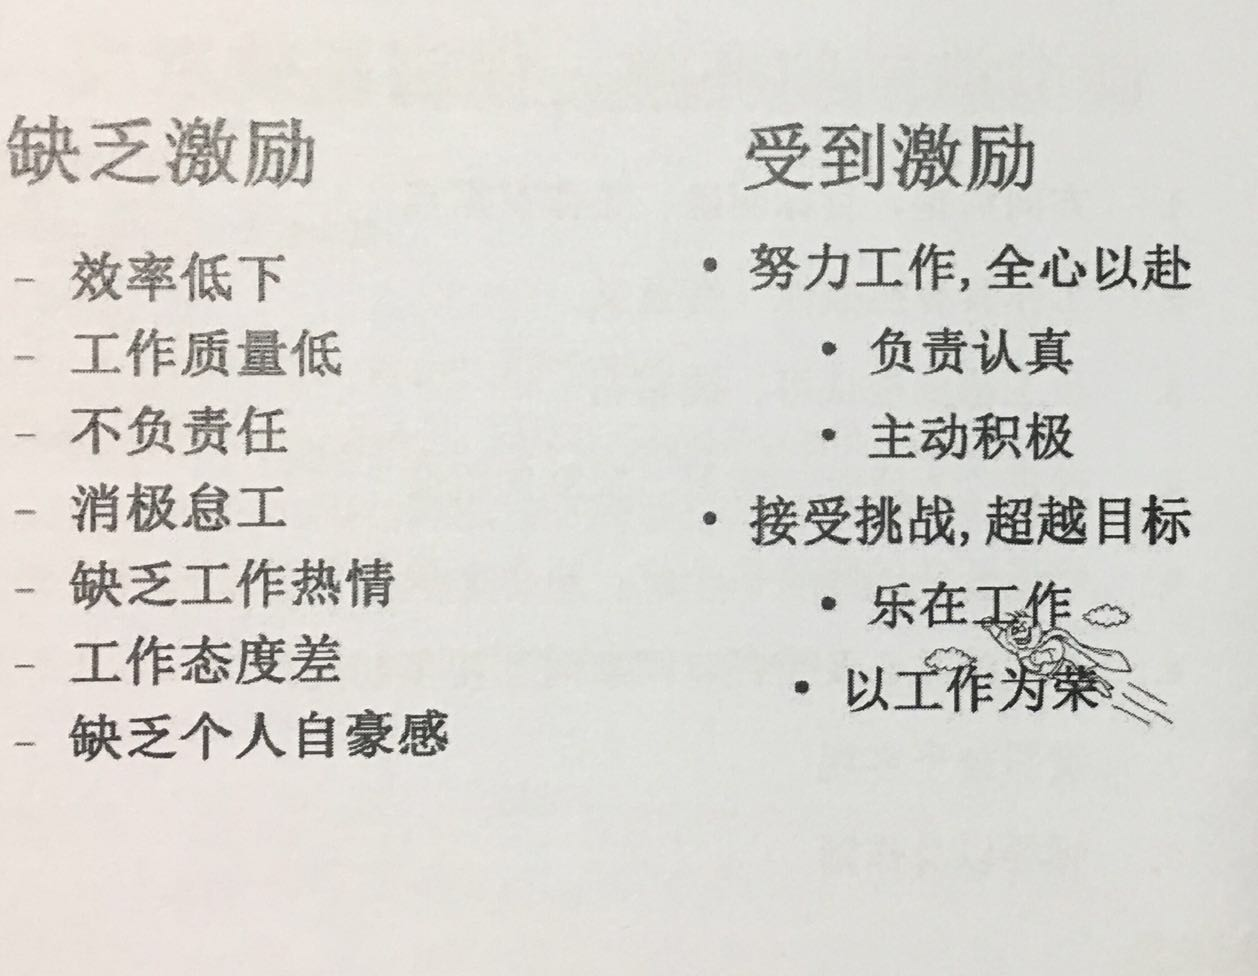 缺乏激励
– 效率低下
– 工作质量低
– 不负责任
– 消极怠工
– 缺乏工作热情
– 工作态度差
– 缺乏个人自豪感
受到激励
• 努力工作, 全心以赴
• 负责认真
• 主动积极
• 接受挑战, 超越目标
• 乐在工作
• 以工作为荣